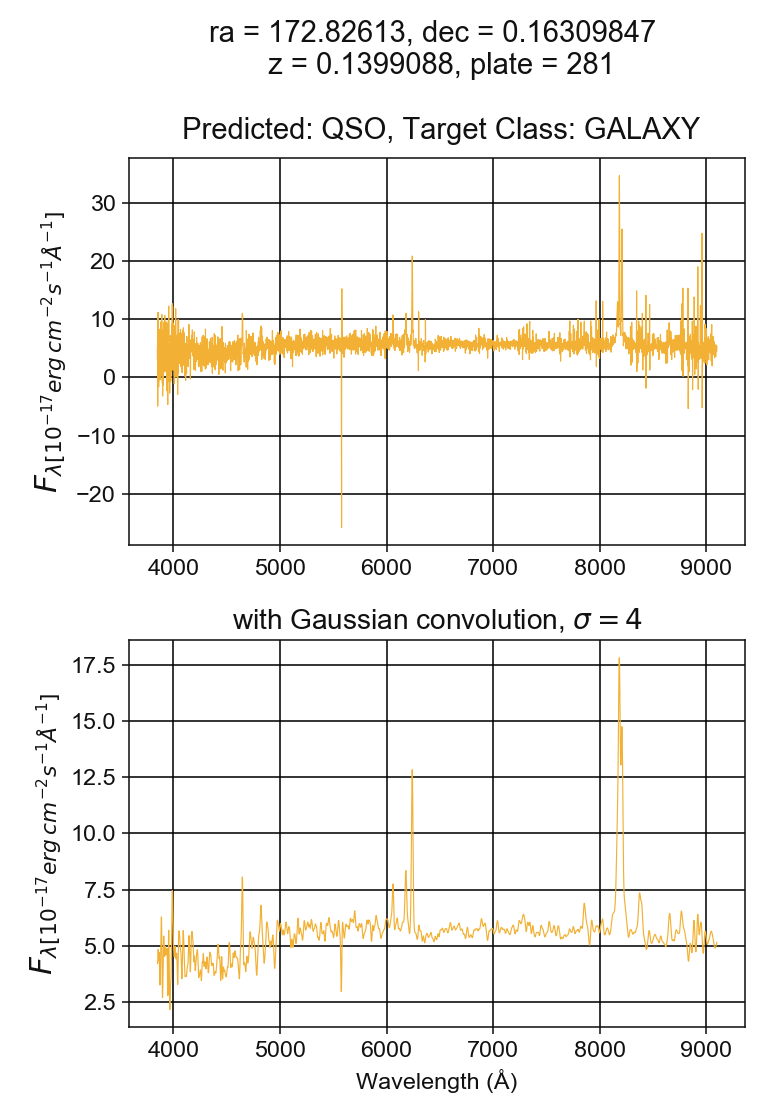 ra = 172.82613, dec = 0.16309847
z = 0.1399088, plate = 281
Predicted: QSO, Target Class: GALAXY
F_λ[10^{-17} erg cm^{-2} s^{-1} Å^{-1}]
30
20
10
0
−10
−20
4000 5000 6000 7000 8000 9000
with Gaussian convolution, σ = 4
F_λ[10^{-17} erg cm^{-2} s^{-1} Å^{-1}]
17.5
15.0
12.5
10.0
7.5
5.0
2.5
4000 5000 6000 7000 8000 9000
Wavelength (Å)